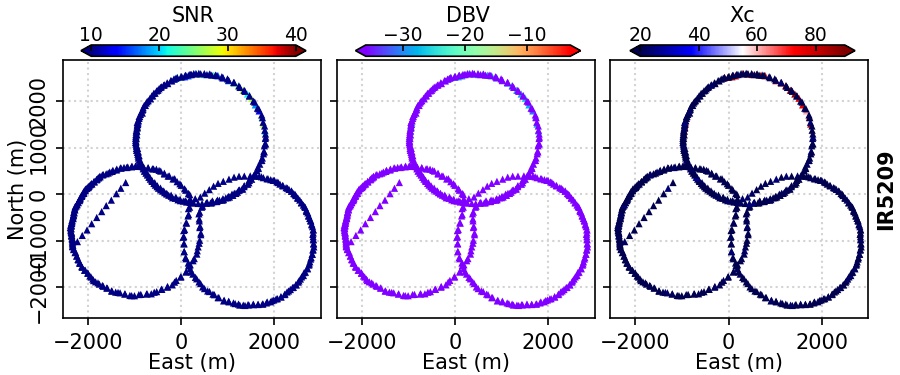 SNR DBV Xc
10 20 30 40 −30 −20 −10 20 40 60 80
North (m)
2000
1000
0
−1000
−2000
IR5209
−2000 0 2000 −2000 0 2000 −2000 0 2000
East (m) East (m) East (m)